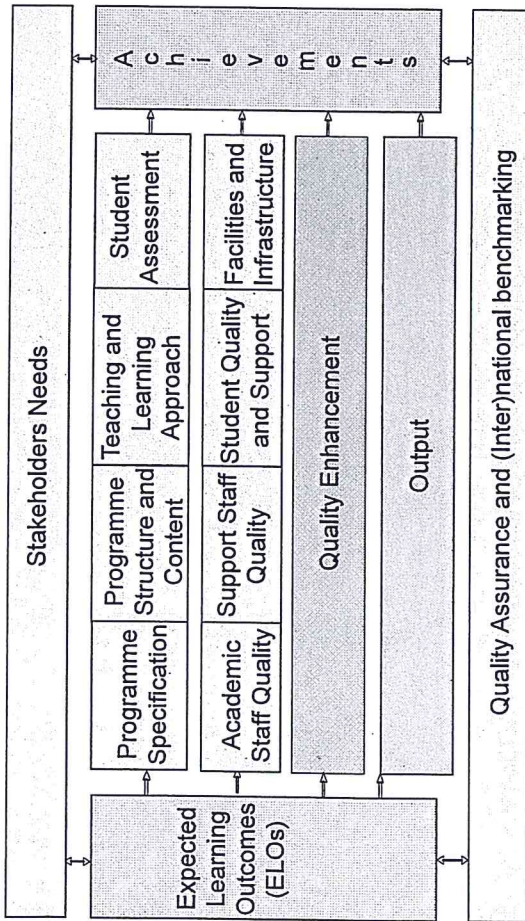 Stakeholders Needs
Expected
Learning
Outcomes
(ELOs)
Programme
Specification
Programme
Structure and
Content
Teaching and
Learning
Approach
Student
Assessment
Academic
Staff Quality
Support Staff
Quality
Student Quality
and Support
Facilities and
Infrastructure
Quality Enhancement
Output
A
c
h
i
e
v
e
m
e
n
t
s
Quality Assurance and (Inter)national benchmarking